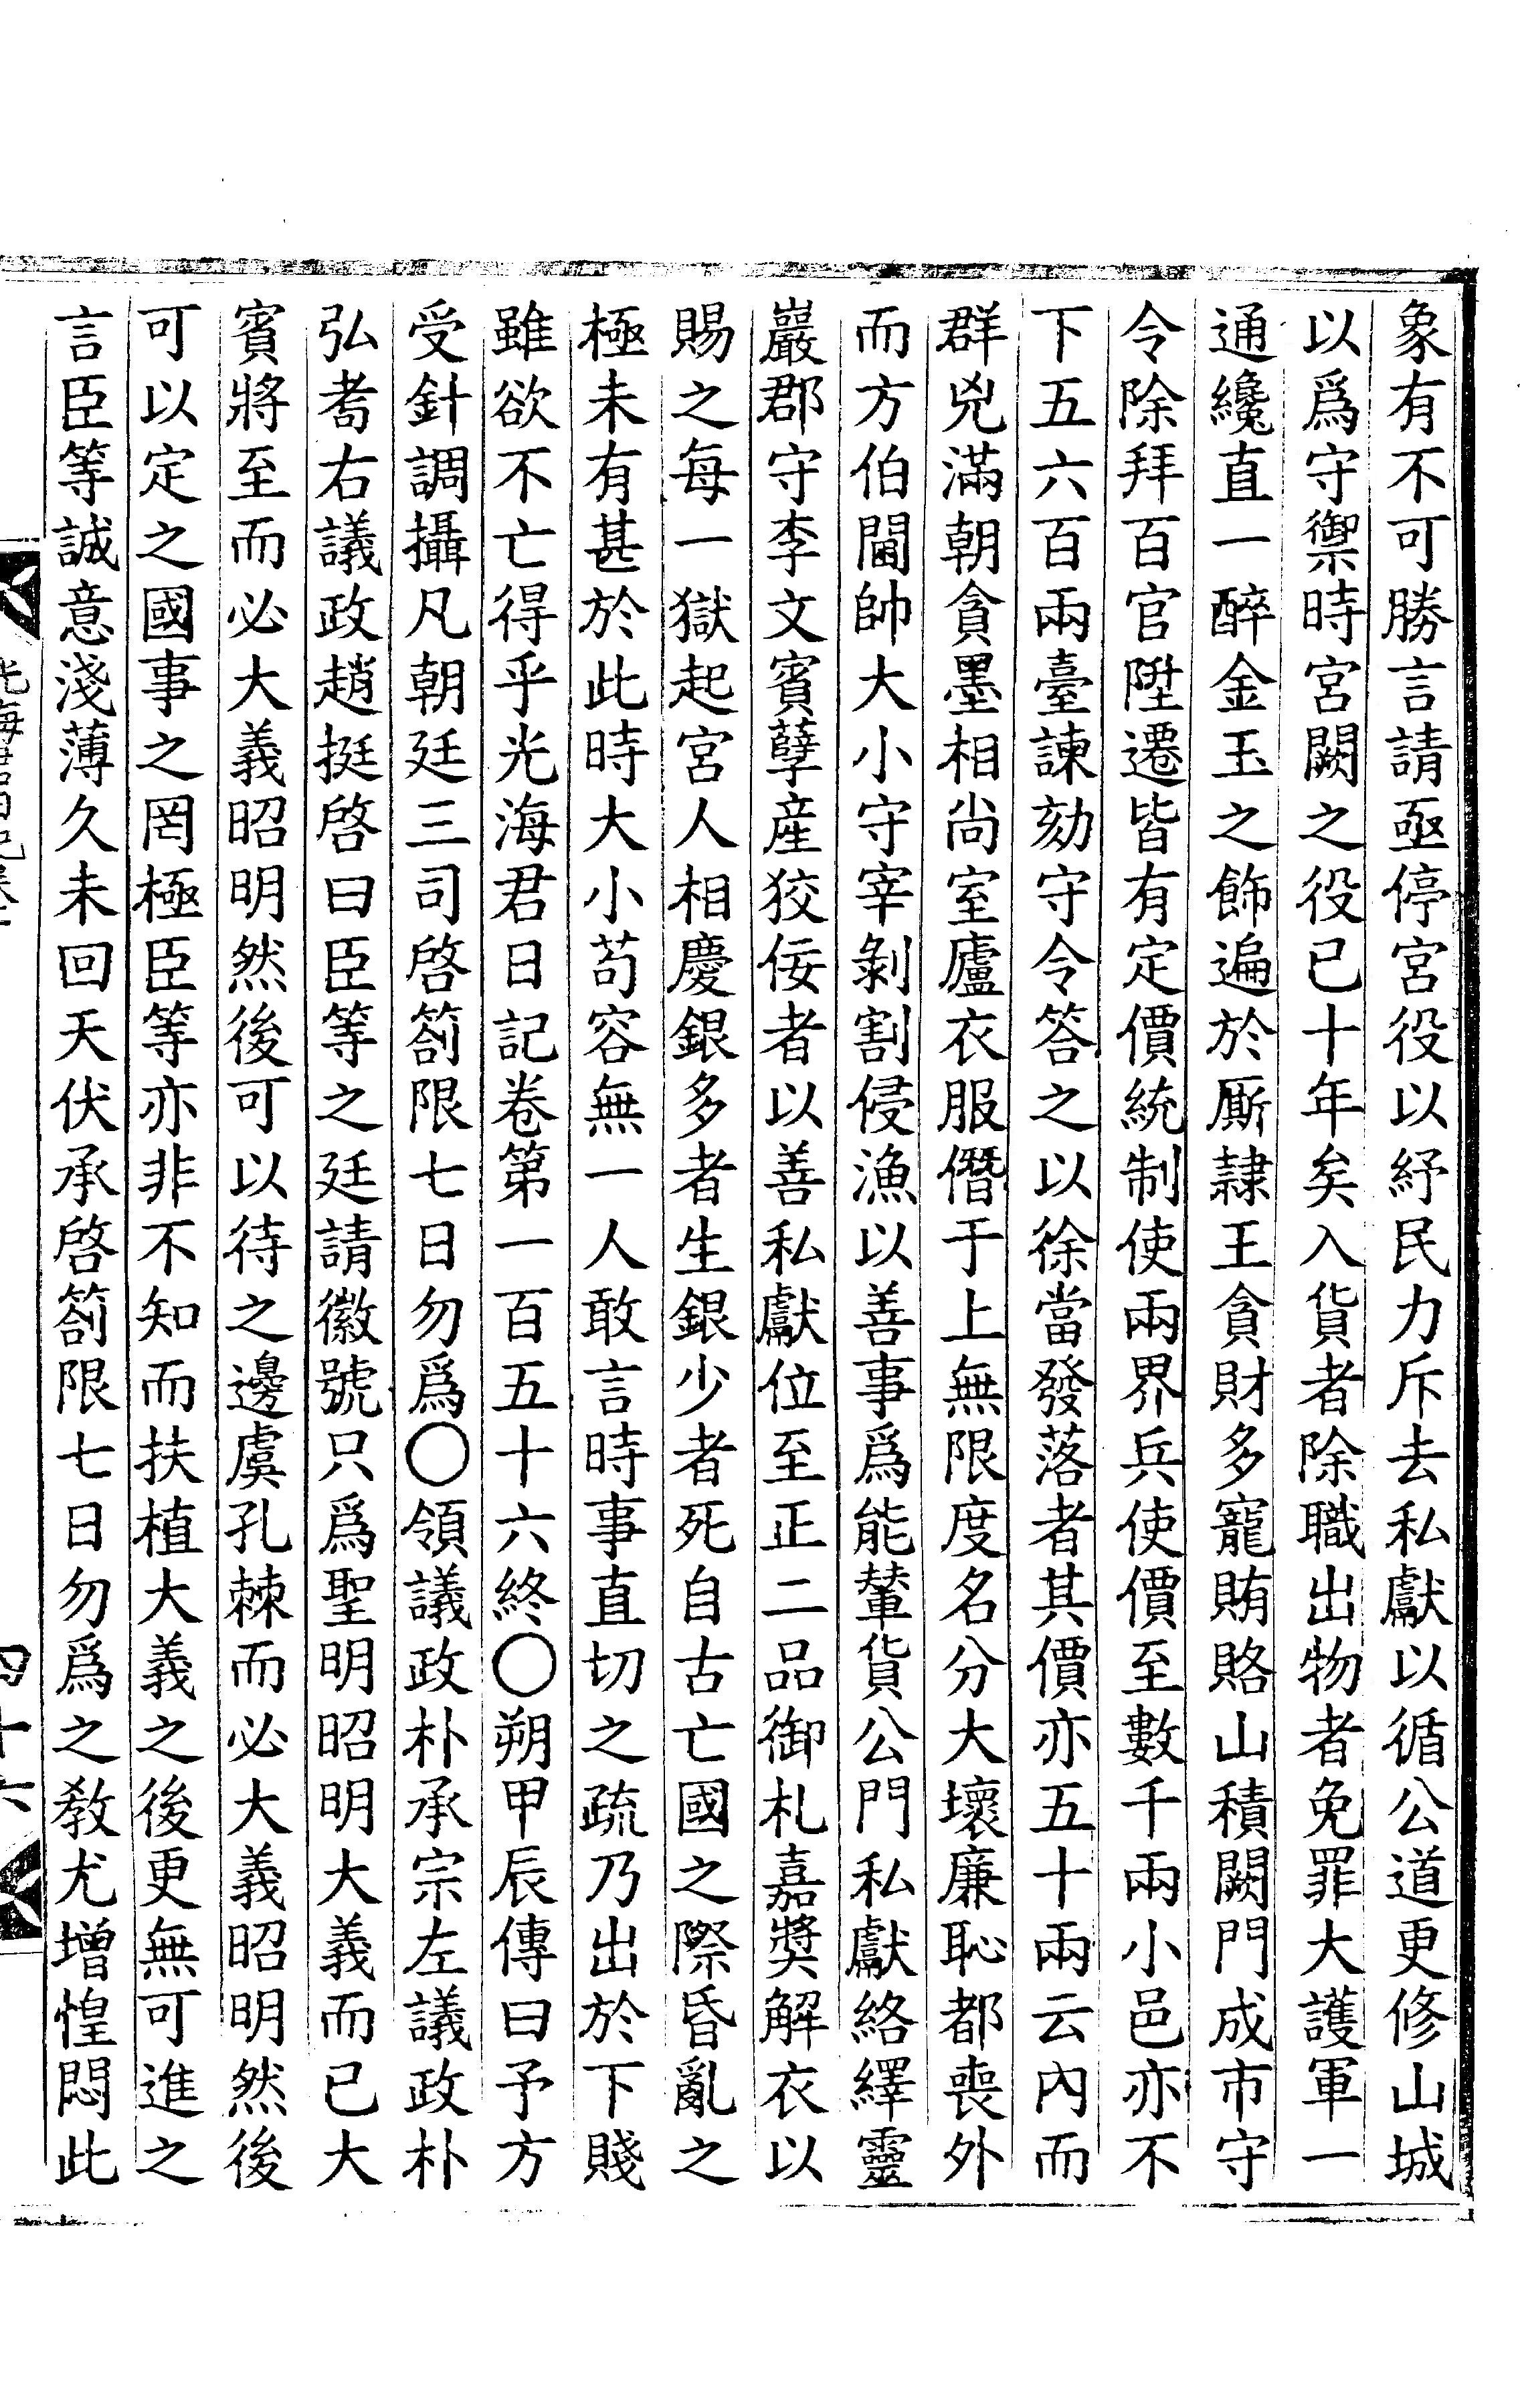 象有不可勝言請亟停宮役以紓民力斥去私獻以循公道更修山城
以爲守禦時宮闕之役已十年矣入貨者除職出物者免罪大護軍一
通纔直一醉金玉之飾遍於厮隷王貪財多寵賄賂山積闕門成市守
令除拜百官陞遷皆有定價統制使兩界兵使價至數千兩小邑亦不
下五六百兩臺諫劾守令答之以徐當發落者其價亦五十兩云內而
群兇滿朝貪墨相尙室廬衣服僭于上無限度名分大壞廉恥都喪外
而方伯閫帥大小守宰剝割侵漁以善事爲能輦貨公門私獻絡繹靈
巖郡守李文賓孽産狡佞者以善私獻位至正二品御札嘉奬解衣以
賜之每一獄起宮人相慶銀多者生銀少者死自古亡國之際昏亂之
極未有甚於此時大小苟容無一人敢言時事直切之疏乃出於下賤
雖欲不亡得乎光海君日記卷第一百五十六終○朔甲辰傳曰予方
受針調攝凡朝廷三司啓箚限七日勿爲○領議政朴承宗左議政朴
弘耉右議政趙挺啓曰臣等之廷請徽號只爲聖明昭明大義而已大
賓將至而必大義昭明然後可以待之邊虞孔棘而必大義昭明然後
可以定之國事之罔極臣等亦非不知而扶植大義之後更無可進之
言臣等誠意淺薄久未回天伏承啓箚限七日勿爲之敎尤增惶悶此
四十六